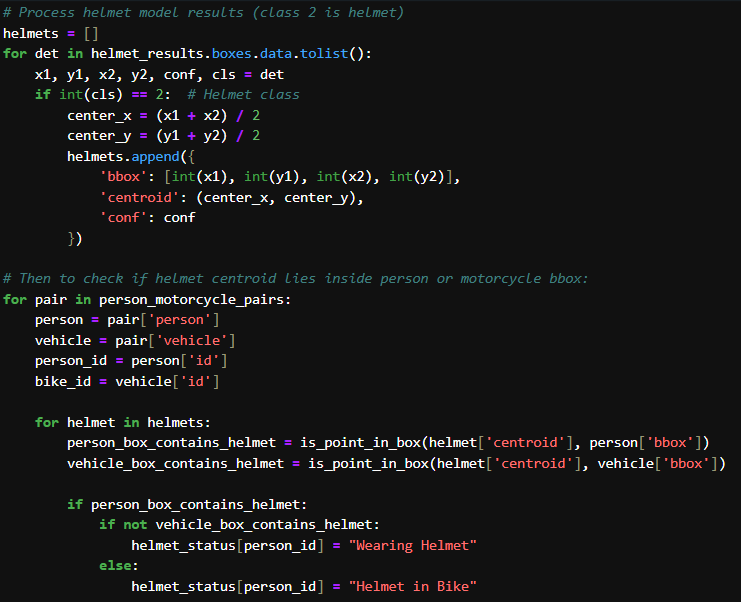 # Process helmet model results (class 2 is helmet)
helmets = []
for det in helmet_results.boxes.data.tolist():
    x1, y1, x2, y2, conf, cls = det
    if int(cls) == 2:  # Helmet class
        center_x = (x1 + x2) / 2
        center_y = (y1 + y2) / 2
        helmets.append({
            'bbox': [int(x1), int(y1), int(x2), int(y2)],
            'centroid': (center_x, center_y),
            'conf': conf
        })

# Then to check if helmet centroid lies inside person or motorcycle bbox:
for pair in person_motorcycle_pairs:
    person = pair['person']
    vehicle = pair['vehicle']
    person_id = person['id']
    bike_id = vehicle['id']

    for helmet in helmets:
        person_box_contains_helmet = is_point_in_box(helmet['centroid'], person['bbox'])
        vehicle_box_contains_helmet = is_point_in_box(helmet['centroid'], vehicle['bbox'])

        if person_box_contains_helmet:
            if not vehicle_box_contains_helmet:
                helmet_status[person_id] = "Wearing Helmet"
            else:
                helmet_status[person_id] = "Helmet in Bike"